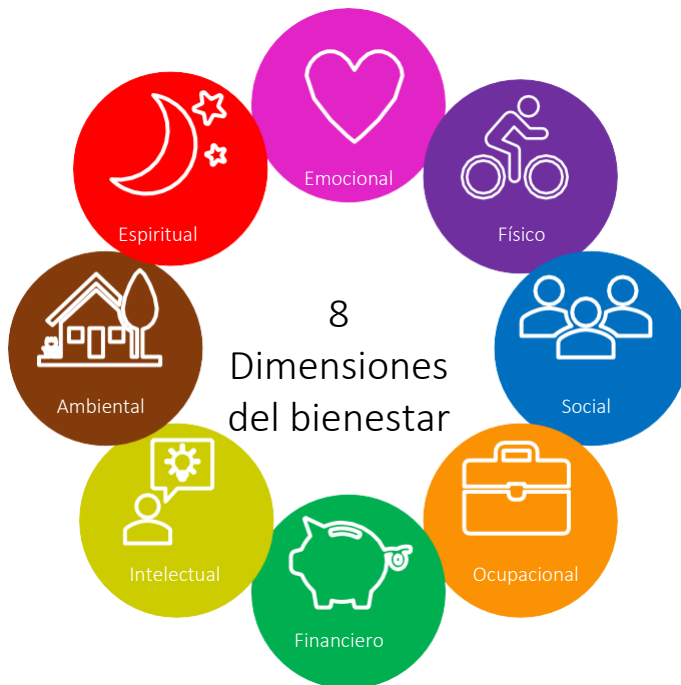 8
Dimensiones
del bienestar
Emocional
Físico
Social
Ocupacional
Financiero
Intelectual
Ambiental
Espiritual